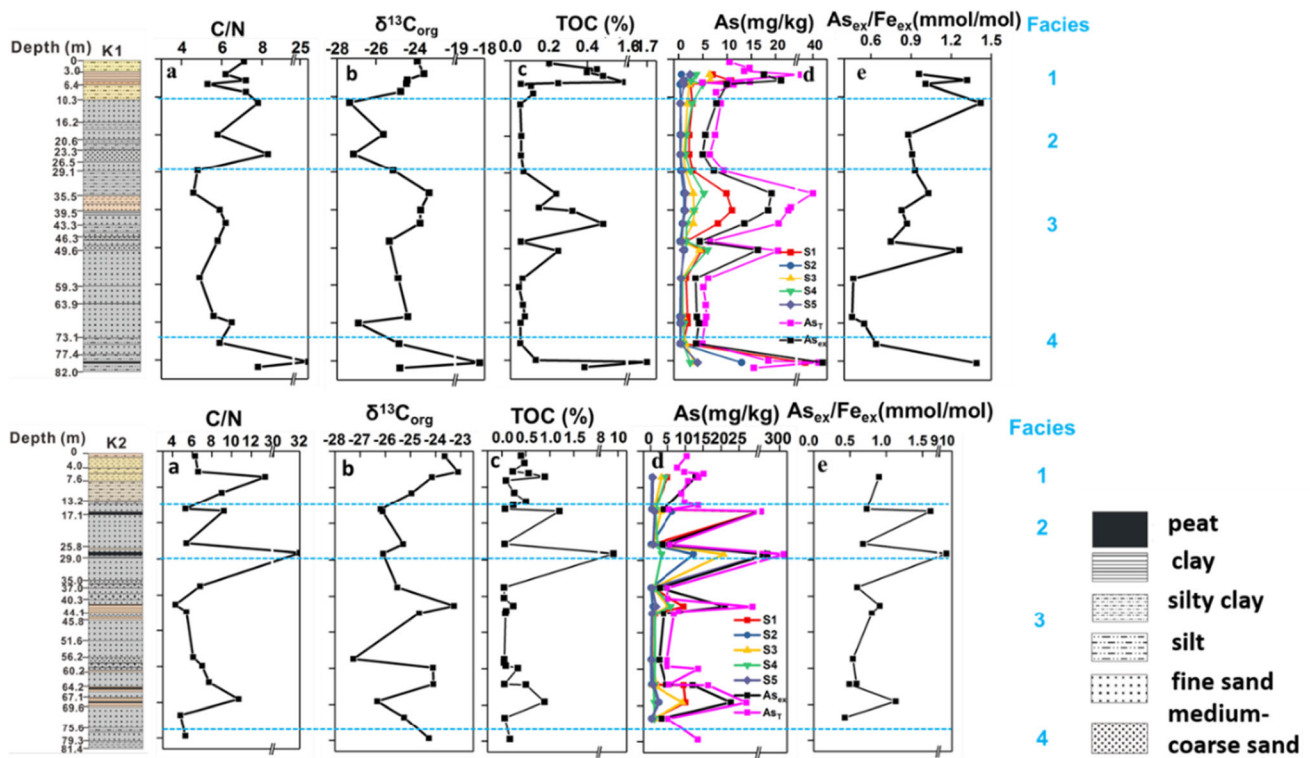 C/N δ13Corg TOC (%) As(mg/kg) Asex/Feex(mmol/mol) Facies
Depth (m) K1 4 8 25 -28 -26 -24 -19 -18 0.0 0.2 0.4 1.6 1.7 0 5 10 15 20 25 40 0.6 0.9 1.2 1.5
a b c d e
0
3.0
6.4
10.3
16.2
20.6
23.3
26.5
29.1
35.5
39.5
43.3
46.3
49.6
59.3
63.9
73.1
77.4
82.0
S1
S2
S3
S4
S5
AsT
Asex
1
2
3
4
C/N δ13Corg TOC (%) As(mg/kg) Asex/Feex(mmol/mol) Facies
Depth (m) K2 4 6 8 10 12 30 32 -28 -27 -26 -25 -24 -23 0.0 0.5 1.0 1.5 8 10 0 5 10 15 20 25 300 0.0 0.5 1.0 1.5 9 10
a b c d e
0
4.0
7.6
13.2
17.1
25.8
29.0
35.0
37.0
40.3
44.1
45.8
51.6
56.2
60.2
64.2
67.1
69.6
75.6
79.3
81.4
S1
S2
S3
S4
S5
Asex
AsT
1
2
3
4
peat
clay
silty clay
silt
fine sand
medium-
coarse sand